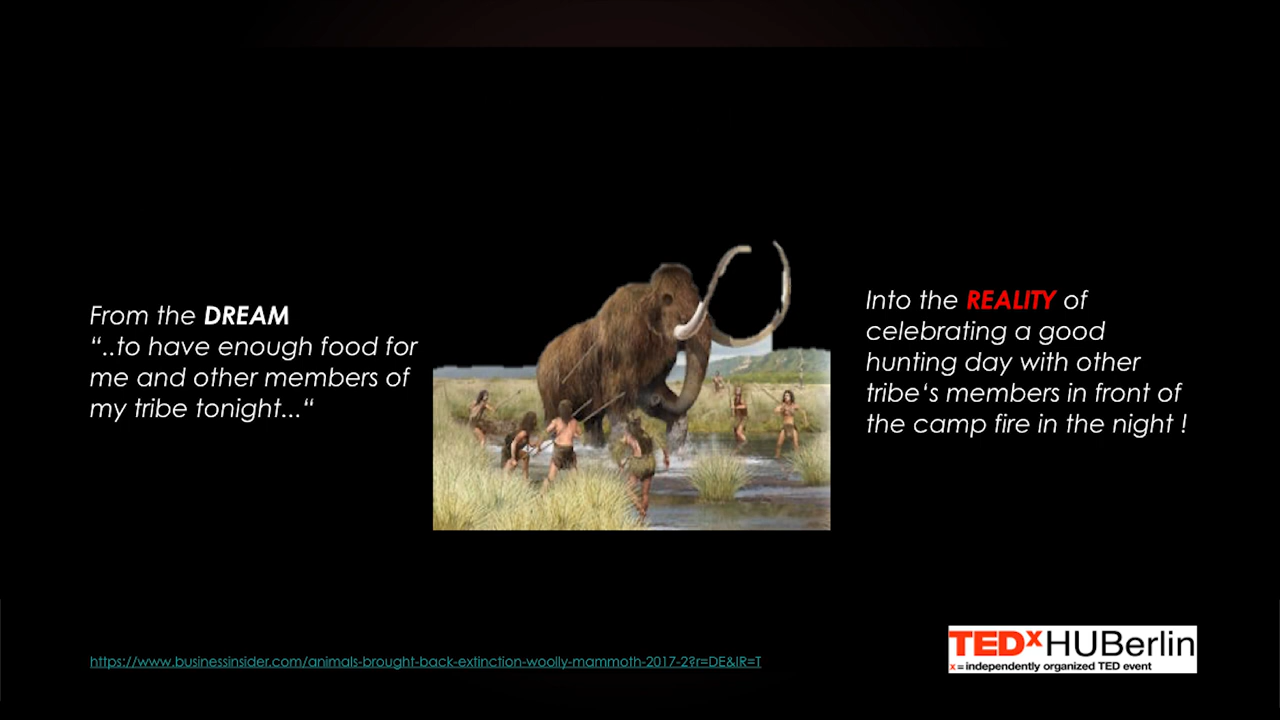 From the DREAM
“..to have enough food for
me and other members of
my tribe tonight...“
Into the REALITY of
celebrating a good
hunting day with other
tribe‘s members in front of
the camp fire in the night !
https://www.businessinsider.com/animals-brought-back-extinction-woolly-mammoth-2017-2?r=DE&IR=T
TEDxHUBerlin
x = independently organized TED event